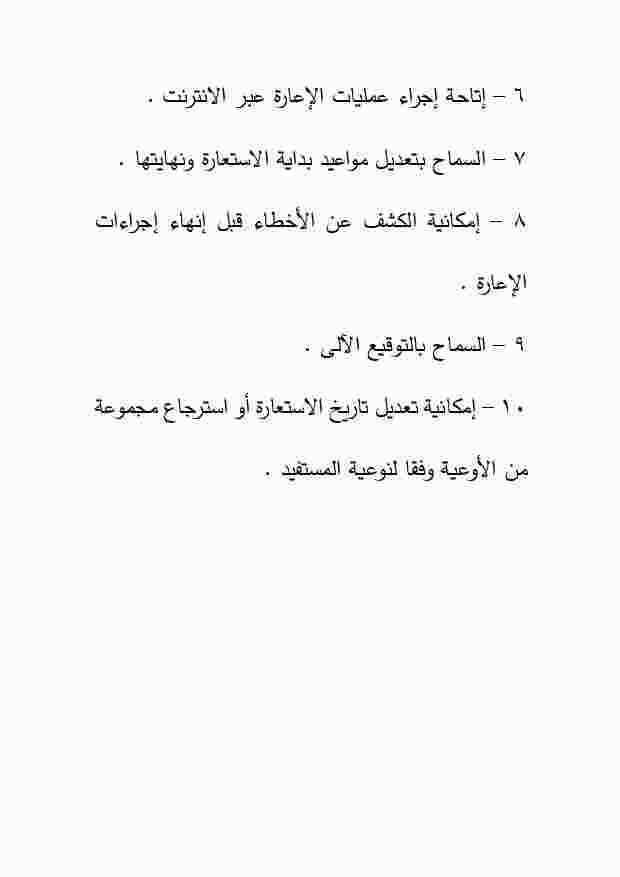 ٦ – إتاحة إجراء عمليات الإعارة عبر الانترنت .
٧ – السماح بتعديل مواعيد بداية الاستعارة ونهايتها .
٨ – إمكانية الكشف عن الأخطاء قبل إنهاء إجراءات
الإعارة .
٩ – السماح بالتوقيع الآلى .
١٠ – إمكانية تعديل تاريخ الاستعارة أو استرجاع مجموعة
من الأوعية وفقا لنوعية المستفيد .